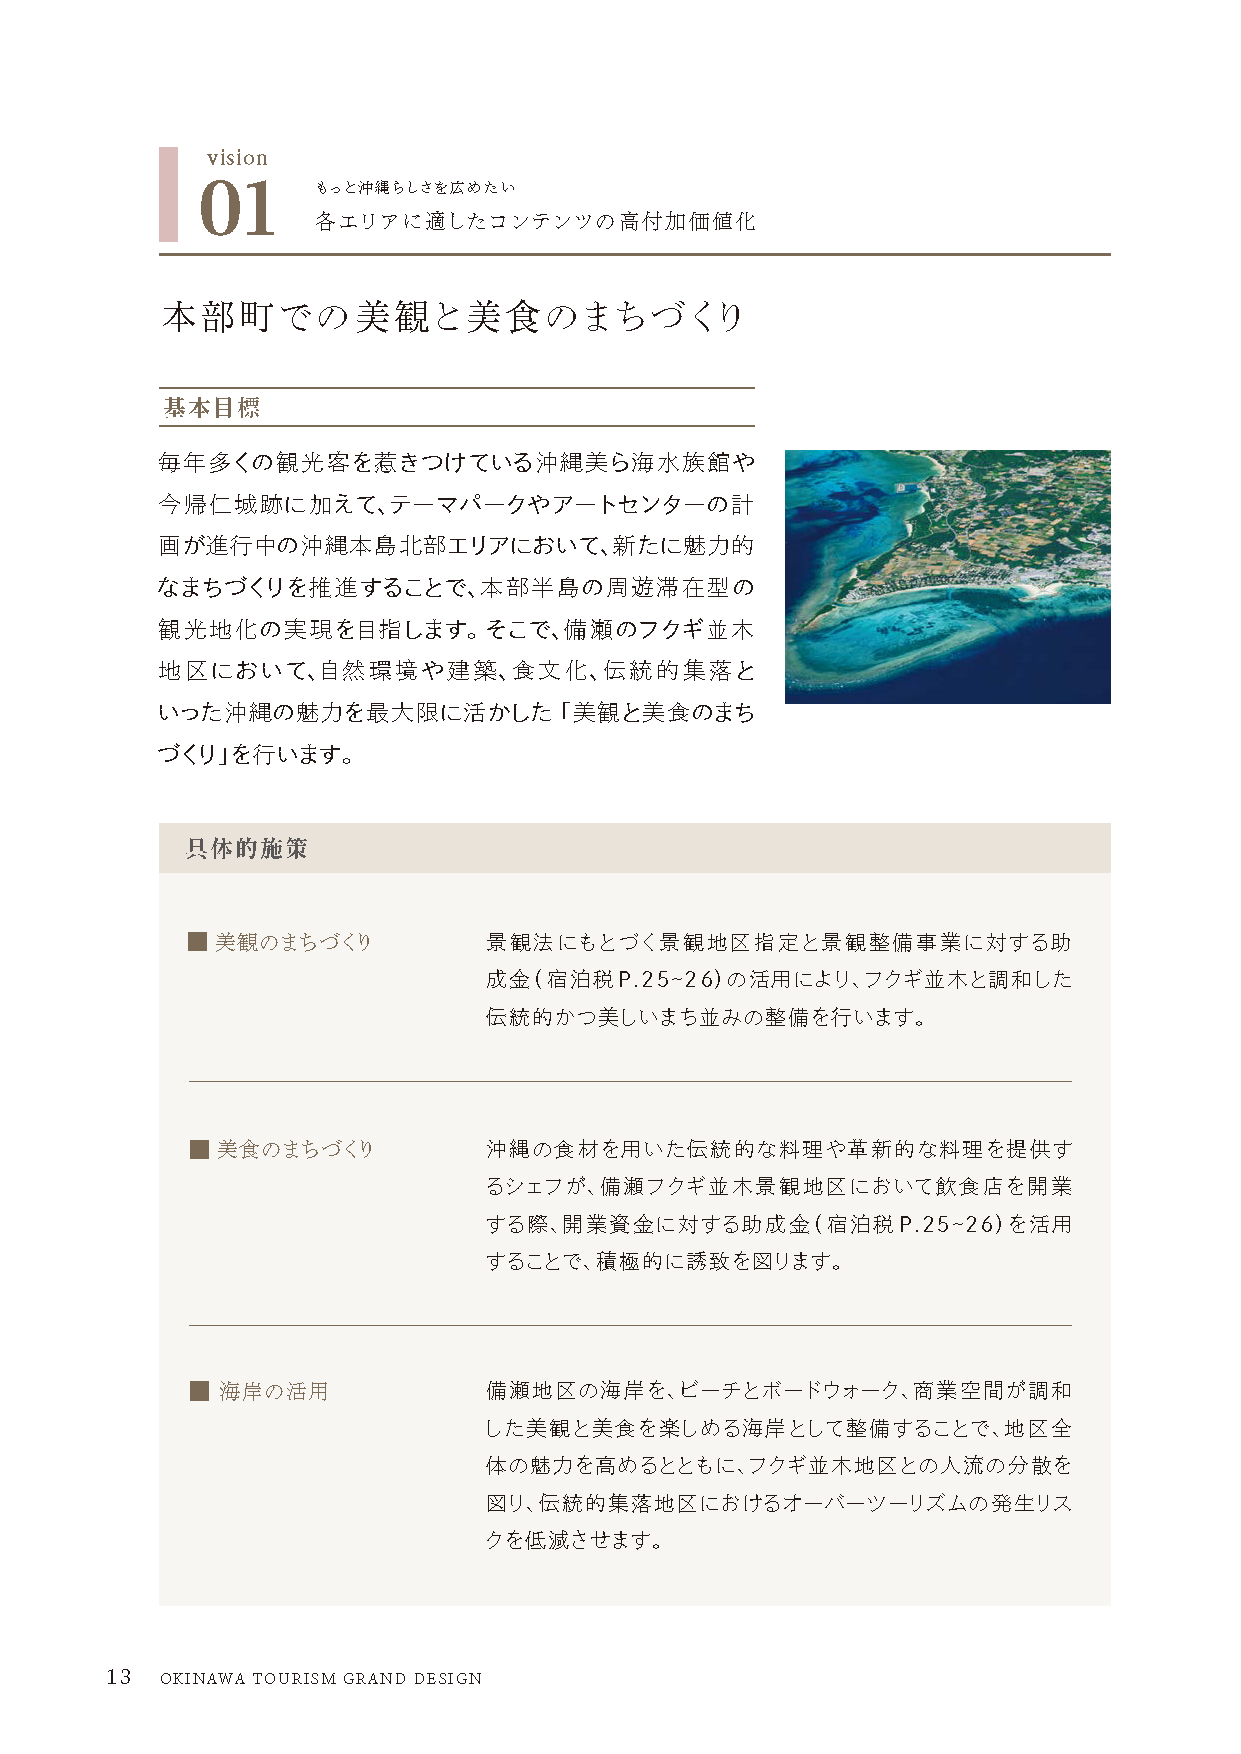 vision
01
もっと沖縄らしさを広めたい
各エリアに適したコンテンツの高付加価値化
本部町での美観と美食のまちづくり
基本目標
毎年多くの観光客を惹きつけている沖縄美ら海水族館や
今帰仁城跡に加えて、テーマパークやアートセンターの計
画が進行中の沖縄本島北部エリアにおいて、新たに魅力的
なまちづくりを推進することで、本部半島の周遊滞在型の
観光地化の実現を目指します。そこで、備瀬のフクギ並木
地区において、自然環境や建築、食文化、伝統的集落と
いった沖縄の魅力を最大限に活かした「美観と美食のまち
づくり」を行います。
具体的施策
■ 美観のまちづくり
景観法にもとづく景観地区指定と景観整備事業に対する助
成金(宿泊税P.25~26)の活用により、フクギ並木と調和した
伝統的かつ美しいまち並みの整備を行います。
■ 美食のまちづくり
沖縄の食材を用いた伝統的な料理や革新的な料理を提供す
るシェフが、備瀬フクギ並木景観地区において飲食店を開業
する際、開業資金に対する助成金(宿泊税P.25~26)を活用
することで、積極的に誘致を図ります。
■ 海岸の活用
備瀬地区の海岸を、ビーチとボードウォーク、商業空間が調和
した美観と美食を楽しめる海岸として整備することで、地区全
体の魅力を高めるとともに、フクギ並木地区との人流の分散を
図り、伝統的集落地区におけるオーバーツーリズムの発生リス
クを低減させます。
13 OKINAWA TOURISM GRAND DESIGN